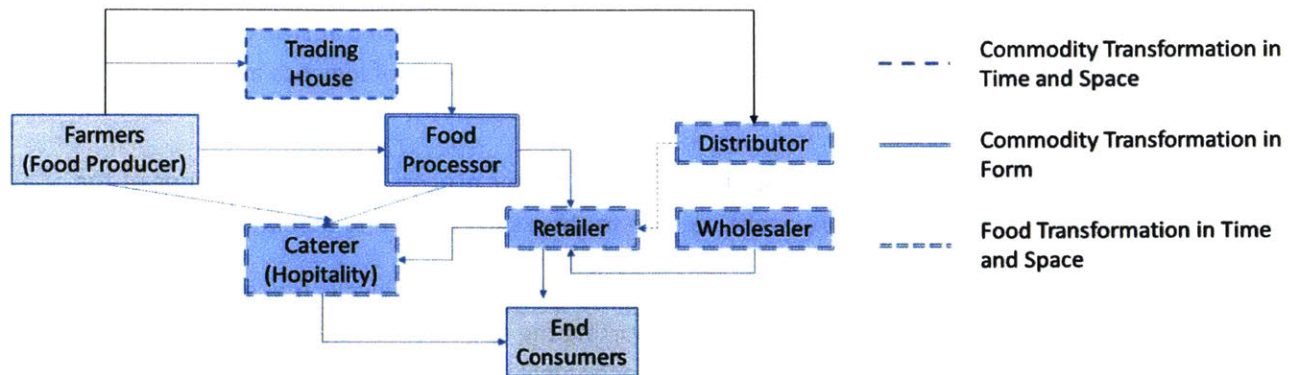 Trading
House
Commodity Transformation in
Time and Space
Farmers
(Food Producer)
Food
Processor
Distributor
Commodity Transformation in
Form
Caterer
(Hopitality)
Retailer
Wholesaler
Food Transformation in Time
and Space
End
Consumers